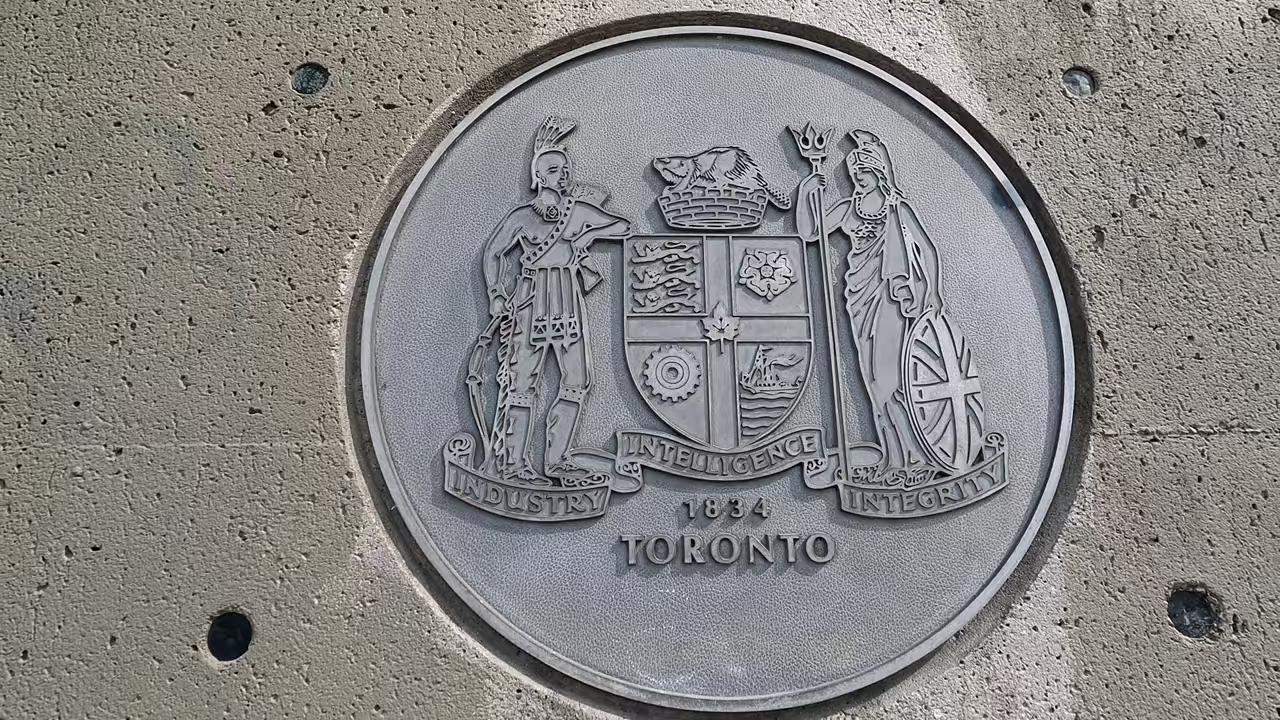 INDUSTRY
INTELLIGENCE
INTEGRITY
1834
TORONTO